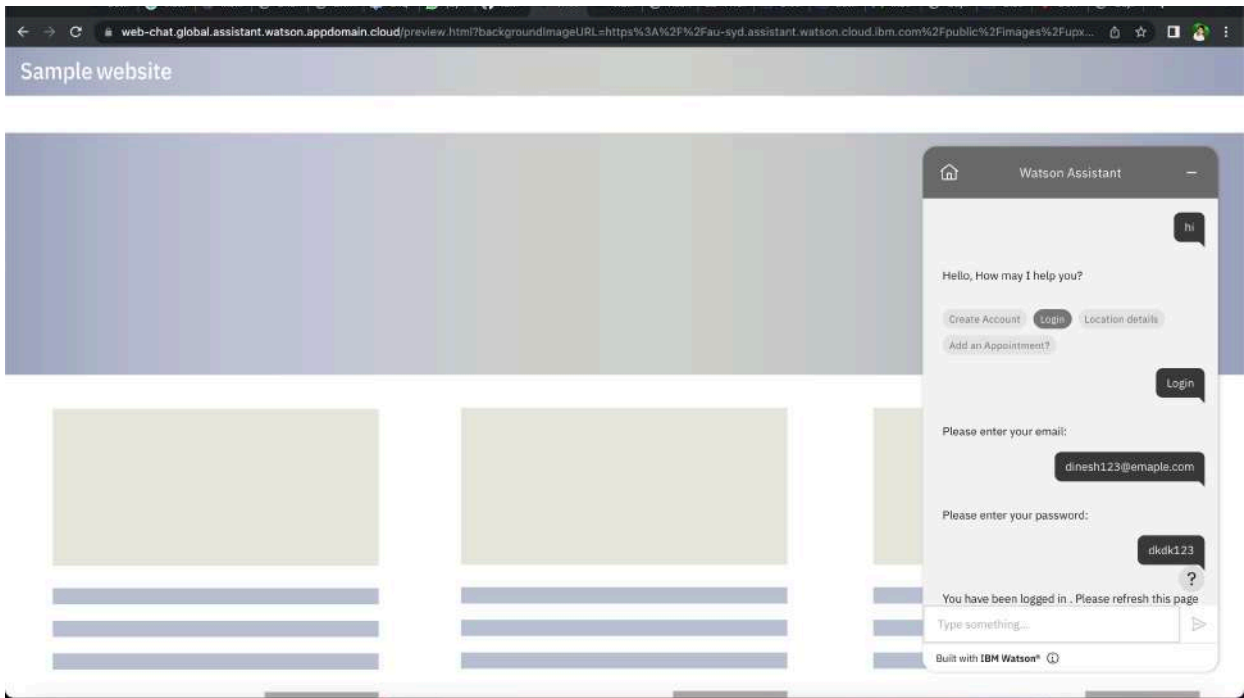 web-chat.global.assistant.watson.appdomain.cloud/preview.html?backgroundImageURL=https%3A%2F%2Fau-syd.assistant.watson.cloud.ibm.com%2Fpublic%2Fimages%2Fupx...
Sample website
Watson Assistant
hi
Hello, How may I help you?
Create Account Login Location details
Add an Appointment?
Login
Please enter your email:
dinesh123@emaple.com
Please enter your password:
dkdk123
?
You have been logged in . Please refresh this page
Type something...
Built with IBM Watson®